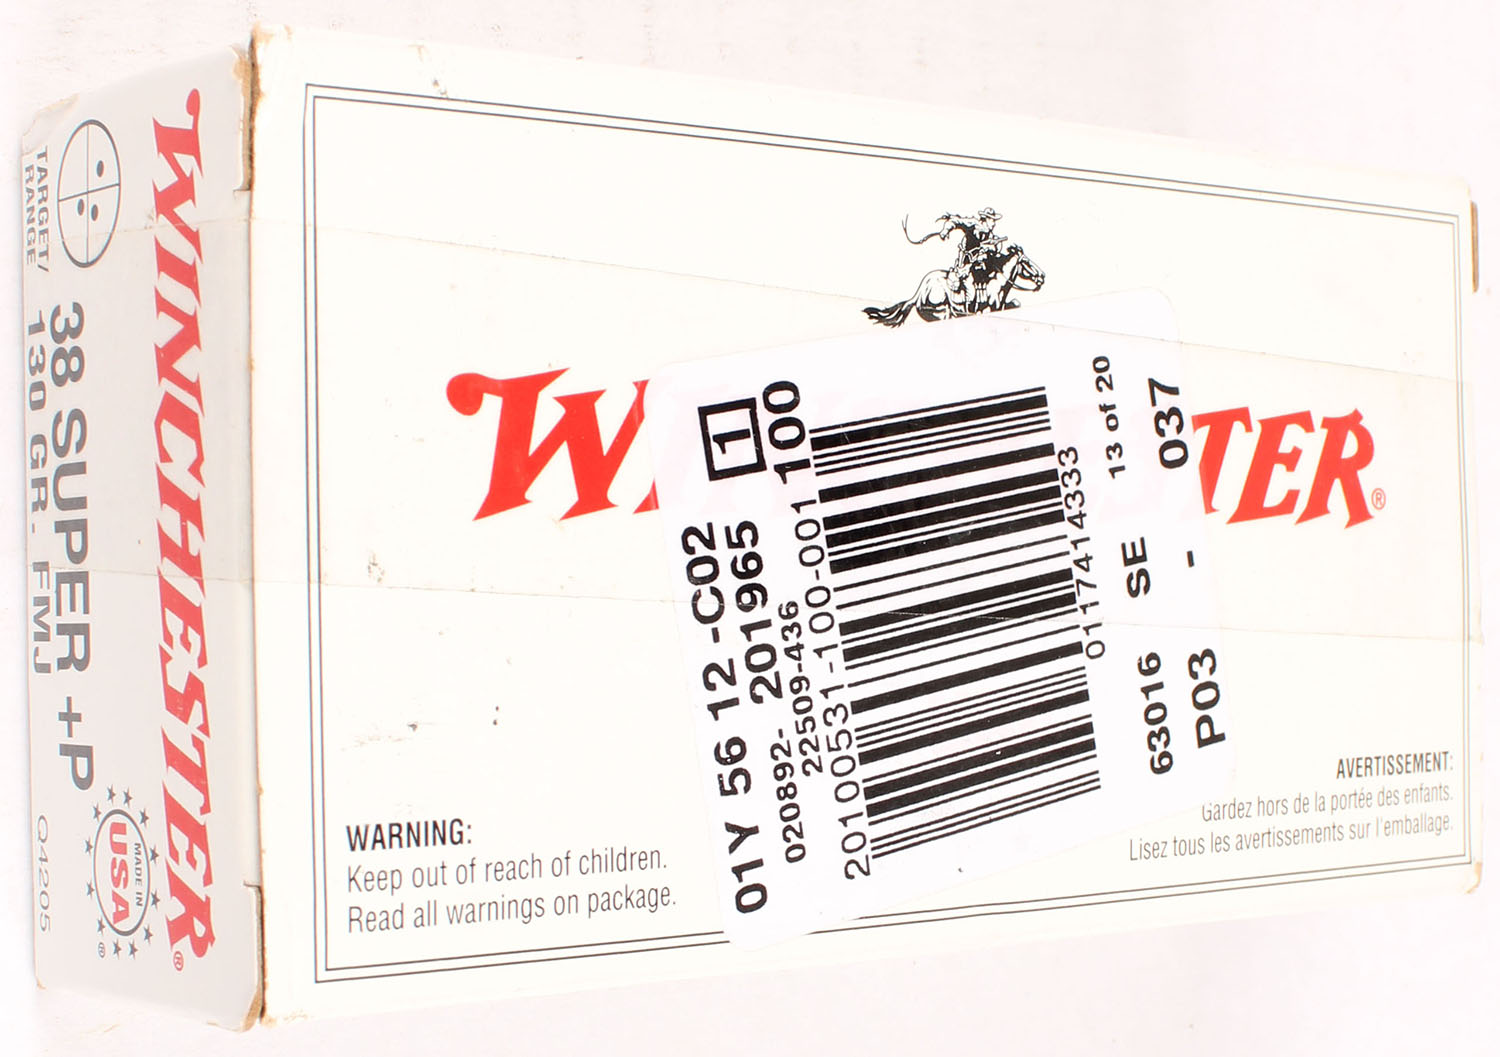 WINCHESTER®
38 SUPER +P
130 GR. FMJ
TARGET/
RANGE
MADE IN
USA
®
Q4205
W TER®
WARNING:
Keep out of reach of children.
Read all warnings on package.
AVERTISSEMENT:
Gardez hors de la portée des enfants.
Lisez tous les avertissements sur l'emballage.
01Y 56 12 -C02 1
020892- 201965 100
22509-436
20100531-100-001
011741 4333
63016 SE 13 of 20
P03 - 037